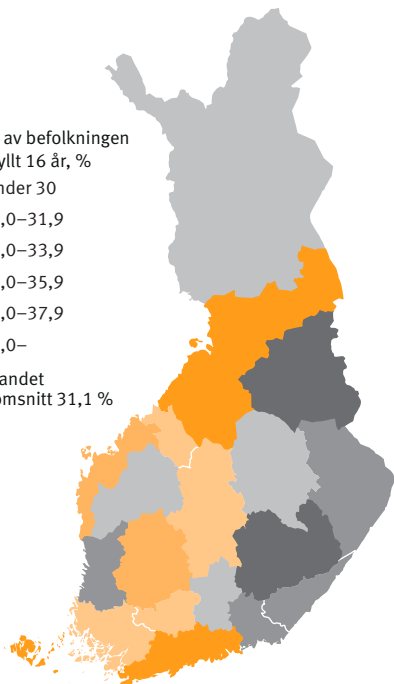 av befolkningen
yllt 16 år, %
nder 30
,0–31,9
,0–33,9
,0–35,9
,0–37,9
,0–
andet
omsnitt 31,1 %